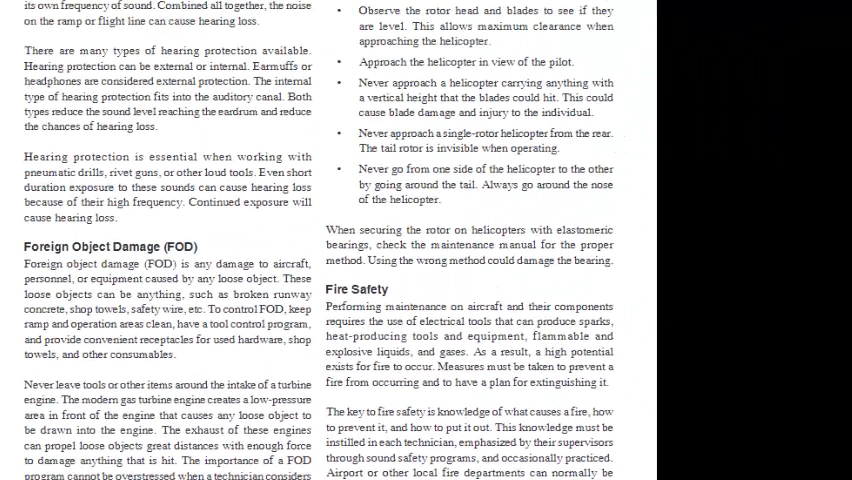 its own frequency of sound. Combined all together, the noise
on the ramp or flight line can cause hearing loss.
There are many types of hearing protection available.
Hearing protection can be external or internal. Earmuffs or
headphones are considered external protection. The internal
type of hearing protection fits into the auditory canal. Both
types reduce the sound level reaching the eardrum and reduce
the chances of hearing loss.
Hearing protection is essential when working with
pneumatic drills, rivet guns, or other loud tools. Even short
duration exposure to these sounds can cause hearing loss
because of their high frequency. Continued exposure will
cause hearing loss.
Foreign Object Damage (FOD)
Foreign object damage (FOD) is any damage to aircraft,
personnel, or equipment caused by any loose object. These
loose objects can be anything, such as broken runway
concrete, shop towels, safety wire, etc. To control FOD, keep
ramp and operation areas clean, have a tool control program,
and provide convenient receptacles for used hardware, shop
towels, and other consumables.
Never leave tools or other items around the intake of a turbine
engine. The modern gas turbine engine creates a low-pressure
area in front of the engine that causes any loose object to
be drawn into the engine. The exhaust of these engines
can propel loose objects great distances with enough force
to damage anything that is hit. The importance of a FOD
program cannot be overstressed when a technician considers
• Observe the rotor head and blades to see if they
are level. This allows maximum clearance when
approaching the helicopter.
• Approach the helicopter in view of the pilot.
• Never approach a helicopter carrying anything with
a vertical height that the blades could hit. This could
cause blade damage and injury to the individual.
• Never approach a single-rotor helicopter from the rear.
The tail rotor is invisible when operating.
• Never go from one side of the helicopter to the other
by going around the tail. Always go around the nose
of the helicopter.
When securing the rotor on helicopters with elastomeric
bearings, check the maintenance manual for the proper
method. Using the wrong method could damage the bearing.
Fire Safety
Performing maintenance on aircraft and their components
requires the use of electrical tools that can produce sparks,
heat-producing tools and equipment, flammable and
explosive liquids, and gases. As a result, a high potential
exists for fire to occur. Measures must be taken to prevent a
fire from occurring and to have a plan for extinguishing it.
The key to fire safety is knowledge of what causes a fire, how
to prevent it, and how to put it out. This knowledge must be
instilled in each technician, emphasized by their supervisors
through sound safety programs, and occasionally practiced.
Airport or other local fire departments can normally be